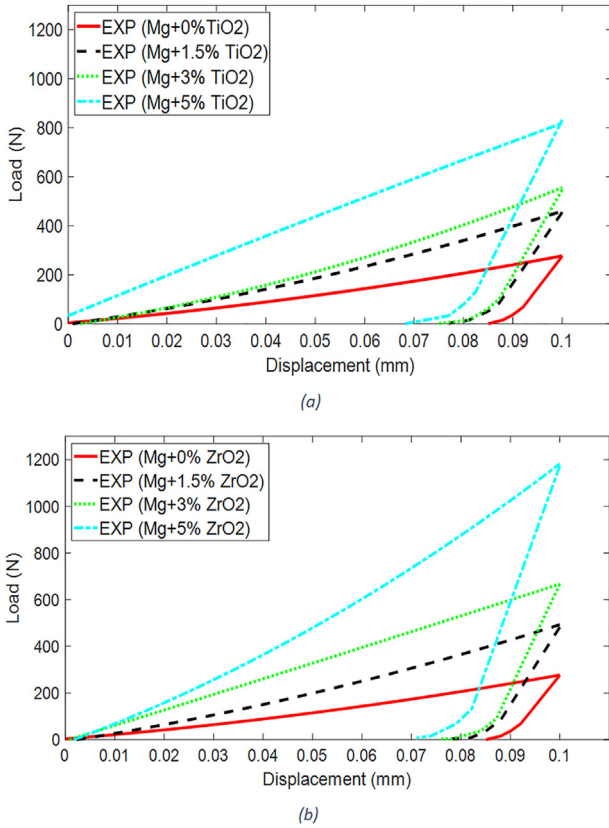 1200
1000
800
600
400
200
0
Load (N)
EXP (Mg+0%TiO2)
EXP (Mg+1.5% TiO2)
EXP (Mg+3% TiO2)
EXP (Mg+5% TiO2)
0 0.01 0.02 0.03 0.04 0.05 0.06 0.07 0.08 0.09 0.1
Displacement (mm)
(a)
1200
1000
800
600
400
200
0
Load (N)
EXP (Mg+0% ZrO2)
EXP (Mg+1.5% ZrO2)
EXP (Mg+3% ZrO2)
EXP (Mg+5% ZrO2)
0 0.01 0.02 0.03 0.04 0.05 0.06 0.07 0.08 0.09 0.1
Displacement (mm)
(b)